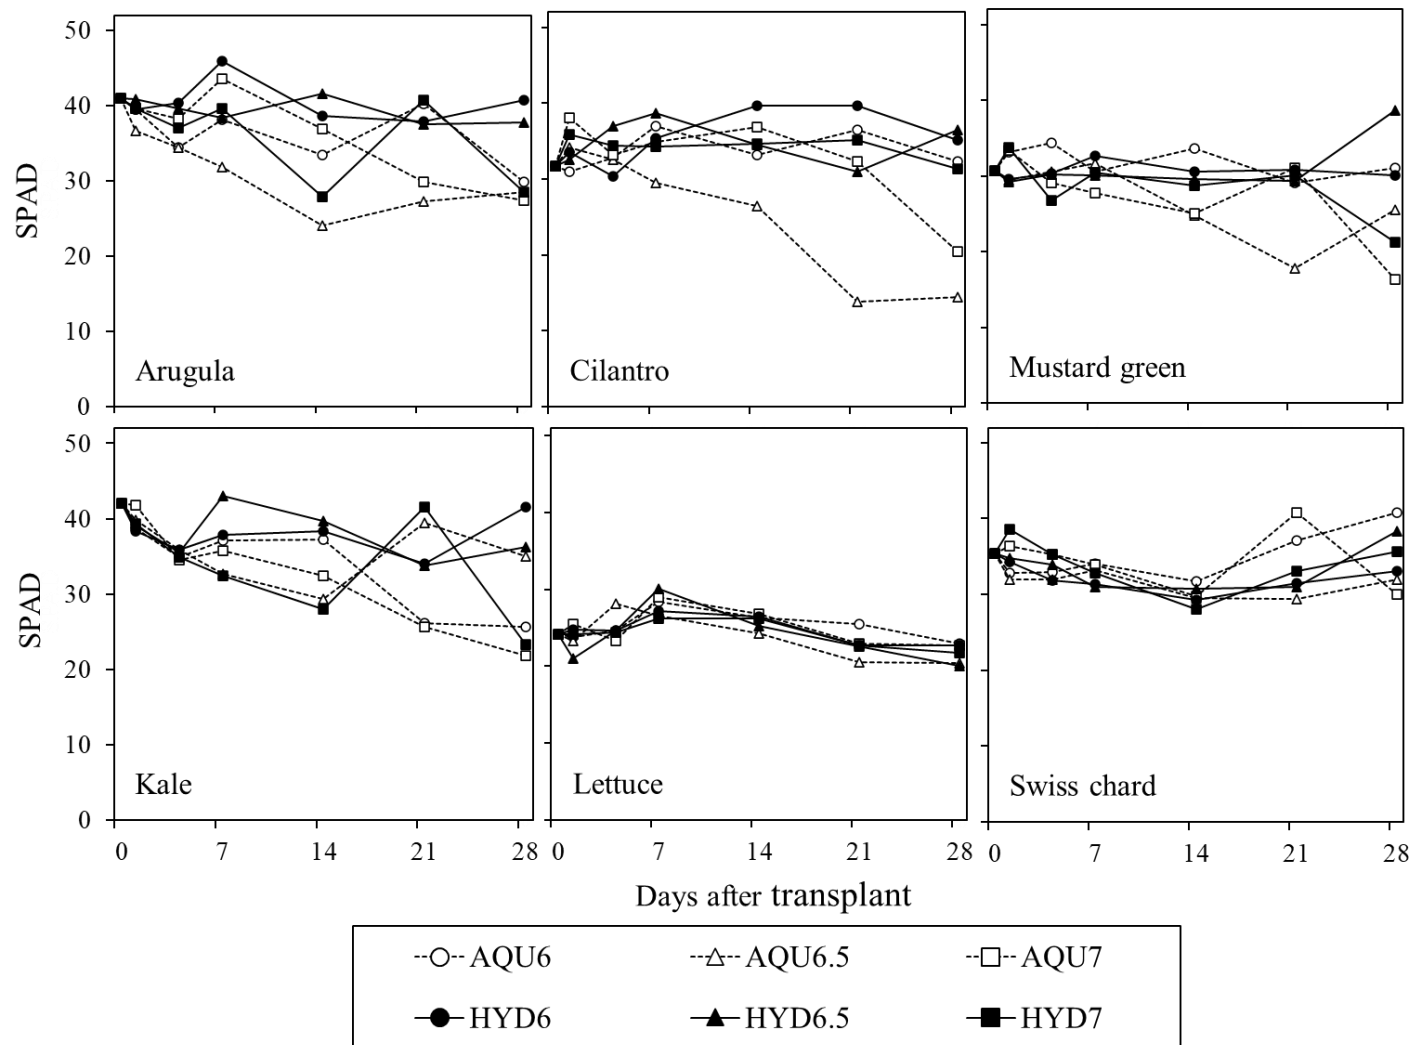 50
40
30
20
10
0
SPAD
Arugula
Cilantro
Mustard green
50
40
30
20
10
0
SPAD
Kale
Lettuce
Swiss chard
0 7 14 21 28 0 7 14 21 28 0 7 14 21 28
Days after transplant
AQU6 AQU6.5 AQU7
HYD6 HYD6.5 HYD7